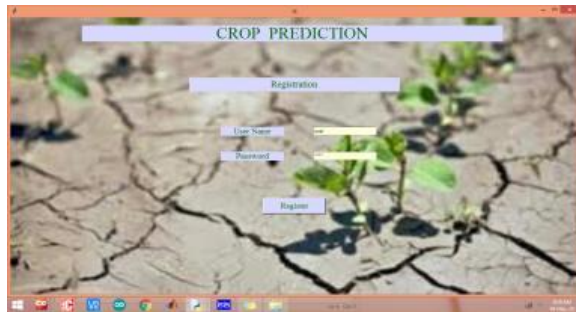 CROP PREDICTION
Registration
User Name
Password
Register